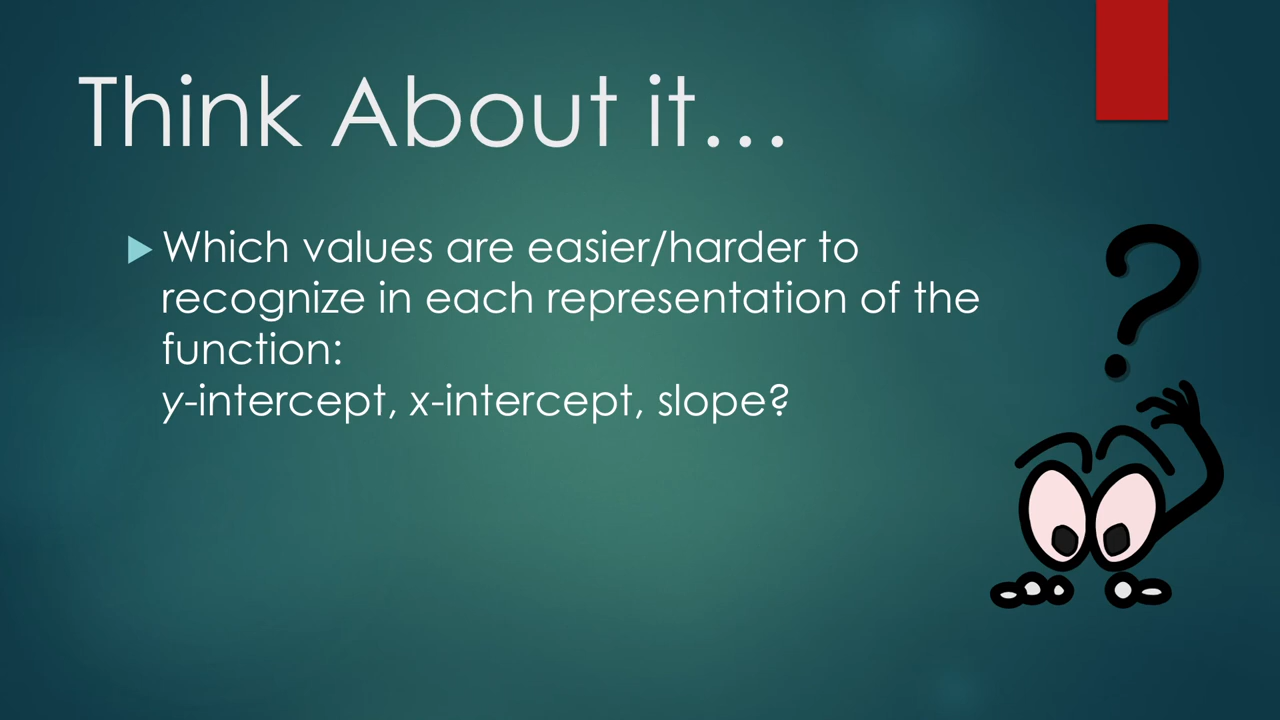 Think About it…
Which values are easier/harder to
recognize in each representation of the
function:
y-intercept, x-intercept, slope?
?